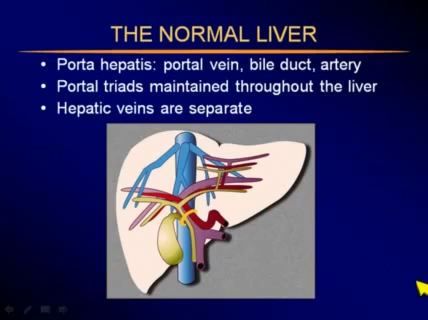 THE NORMAL LIVER
• Porta hepatis: portal vein, bile duct, artery
• Portal triads maintained throughout the liver
• Hepatic veins are separate